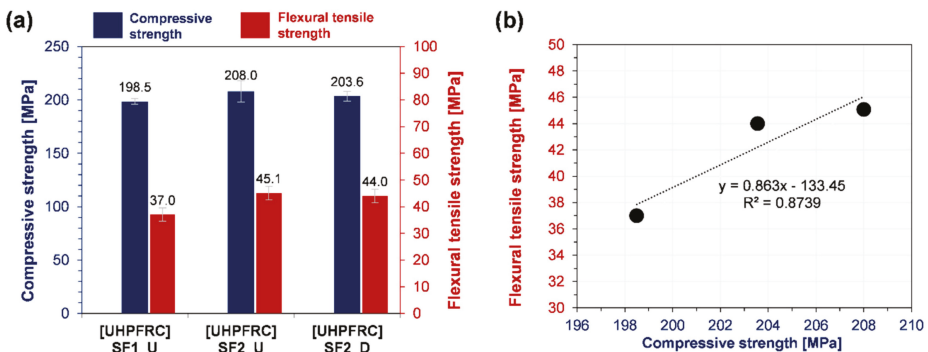 (a)
Compressive strength
Flexural tensile strength
Compressive strength [MPa]
250
200
150
100
50
0
198.5
37.0
208.0
45.1
203.6
44.0
100
90
80
70
60
50
40
30
20
10
0
Flexural tensile strength [MPa]
[UHPFRC] SF1_U
[UHPFRC] SF2_U
[UHPFRC] SF2_D
(b)
Flexural tensile strength [MPa]
50
48
46
44
42
40
38
36
34
32
30
y = 0.863x - 133.45
R² = 0.8739
196 198 200 202 204 206 208 210
Compressive strength [MPa]